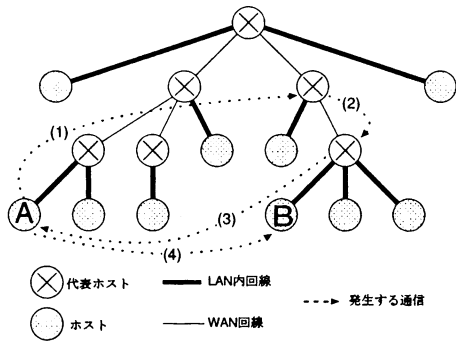 (1)
(2)
A
(3)
B
(4)
代表ホスト
LAN内回線
発生する通信
ホスト
WAN回線